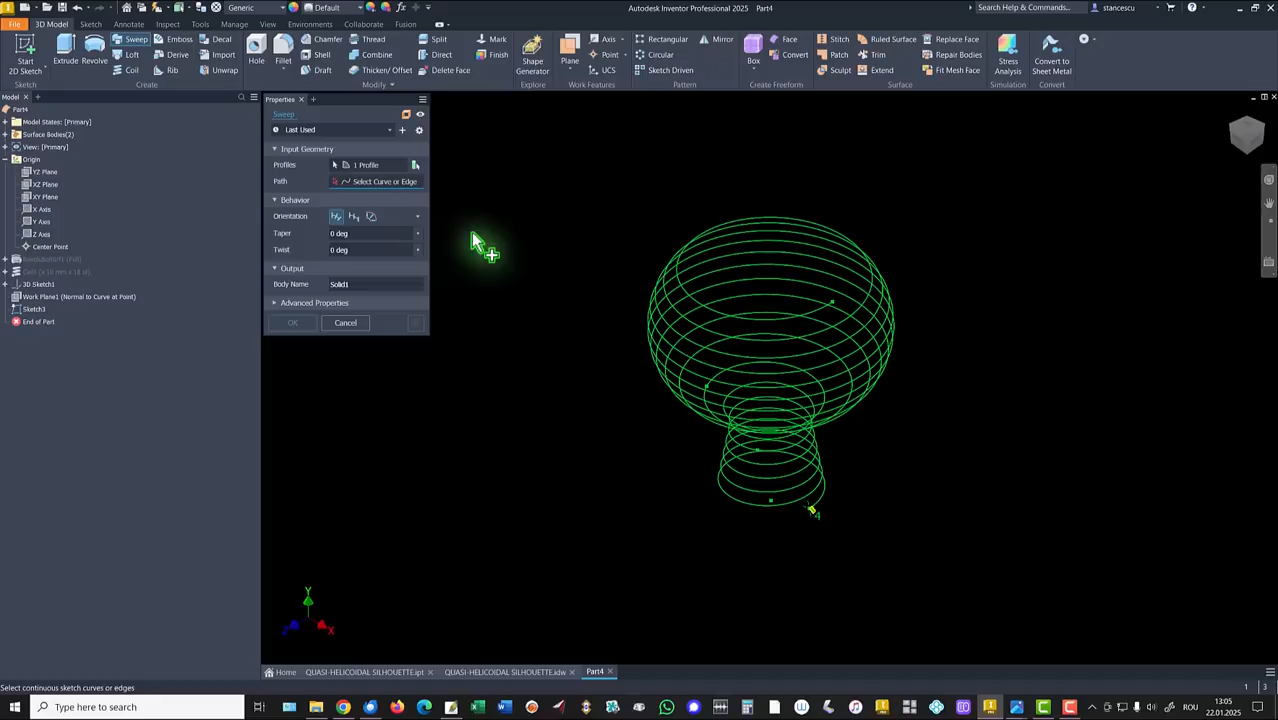 Generic
Default
Autodesk Inventor Professional 2025 Part4
Search Help & Commands...
stancescu
File 3D Model Sketch Annotate Inspect Tools Manage View Environments Collaborate Fusion
Start
2D Sketch
Extrude
Revolve
Sweep
Loft
Coil
Emboss
Derive
Rib
Decal
Import
Unwrap
Hole
Fillet
Chamfer
Shell
Draft
Thread
Combine
Thicken/ Offset
Split
Direct
Delete Face
Mark
Finish
Shape
Generator
Plane
Axis
Point
UCS
Rectangular
Circular
Sketch Driven
Mirror
Box
Face
Convert
Stitch
Patch
Sculpt
Ruled Surface
Trim
Extend
Replace Face
Repair Bodies
Fit Mesh Face
Stress
Analysis
Convert to
Sheet Metal
Sketch Create Modify Explore Work Features Pattern Create Freeform Surface Simulation Convert
Model
Part4
Model States: [Primary]
Surface Bodies(2)
View: [Primary]
Origin
YZ Plane
XZ Plane
XY Plane
X Axis
Y Axis
Z Axis
Center Point
3D Sketch1
Work Plane1 (Normal to Curve at Point)
Sketch3
End of Part
Properties
Sweep
Last Used
Input Geometry
Profiles 1 Profile
Path Select Curve or Edge
Behavior
Orientation
Taper 0 deg
Twist 0 deg
Output
Body Name Solid1
Advanced Properties
OK Cancel
4
Y
Z
X
Home QUASI-HELICOIDAL SILHOUETTE.ipt QUASI-HELICOIDAL SILHOUETTE.idw Part4
Select continuous sketch curves or edges
1 3
Type here to search
13:05
22.01.2025